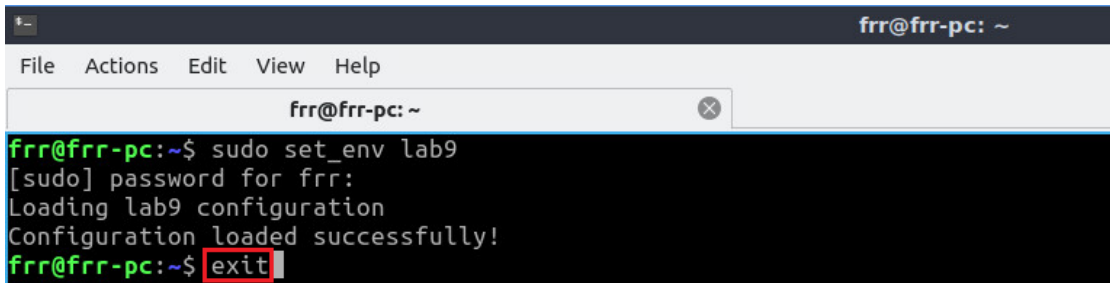 frr@frr-pc: ~
File Actions Edit View Help
frr@frr-pc: ~
frr@frr-pc:~$ sudo set_env lab9
[sudo] password for frr:
Loading lab9 configuration
Configuration loaded successfully!
frr@frr-pc:~$ exit